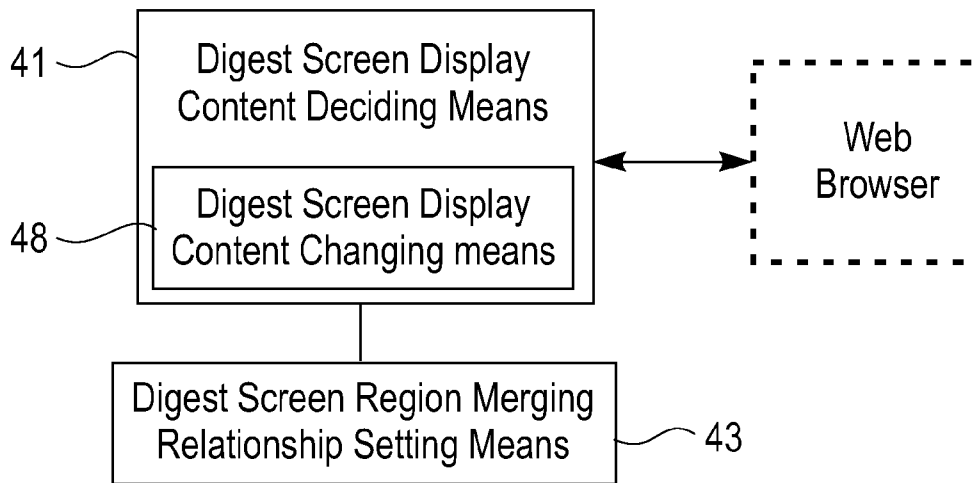 41
Digest Screen Display
Content Deciding Means
Digest Screen Display
Content Changing means
48
Web
Browser
Digest Screen Region Merging
Relationship Setting Means
43